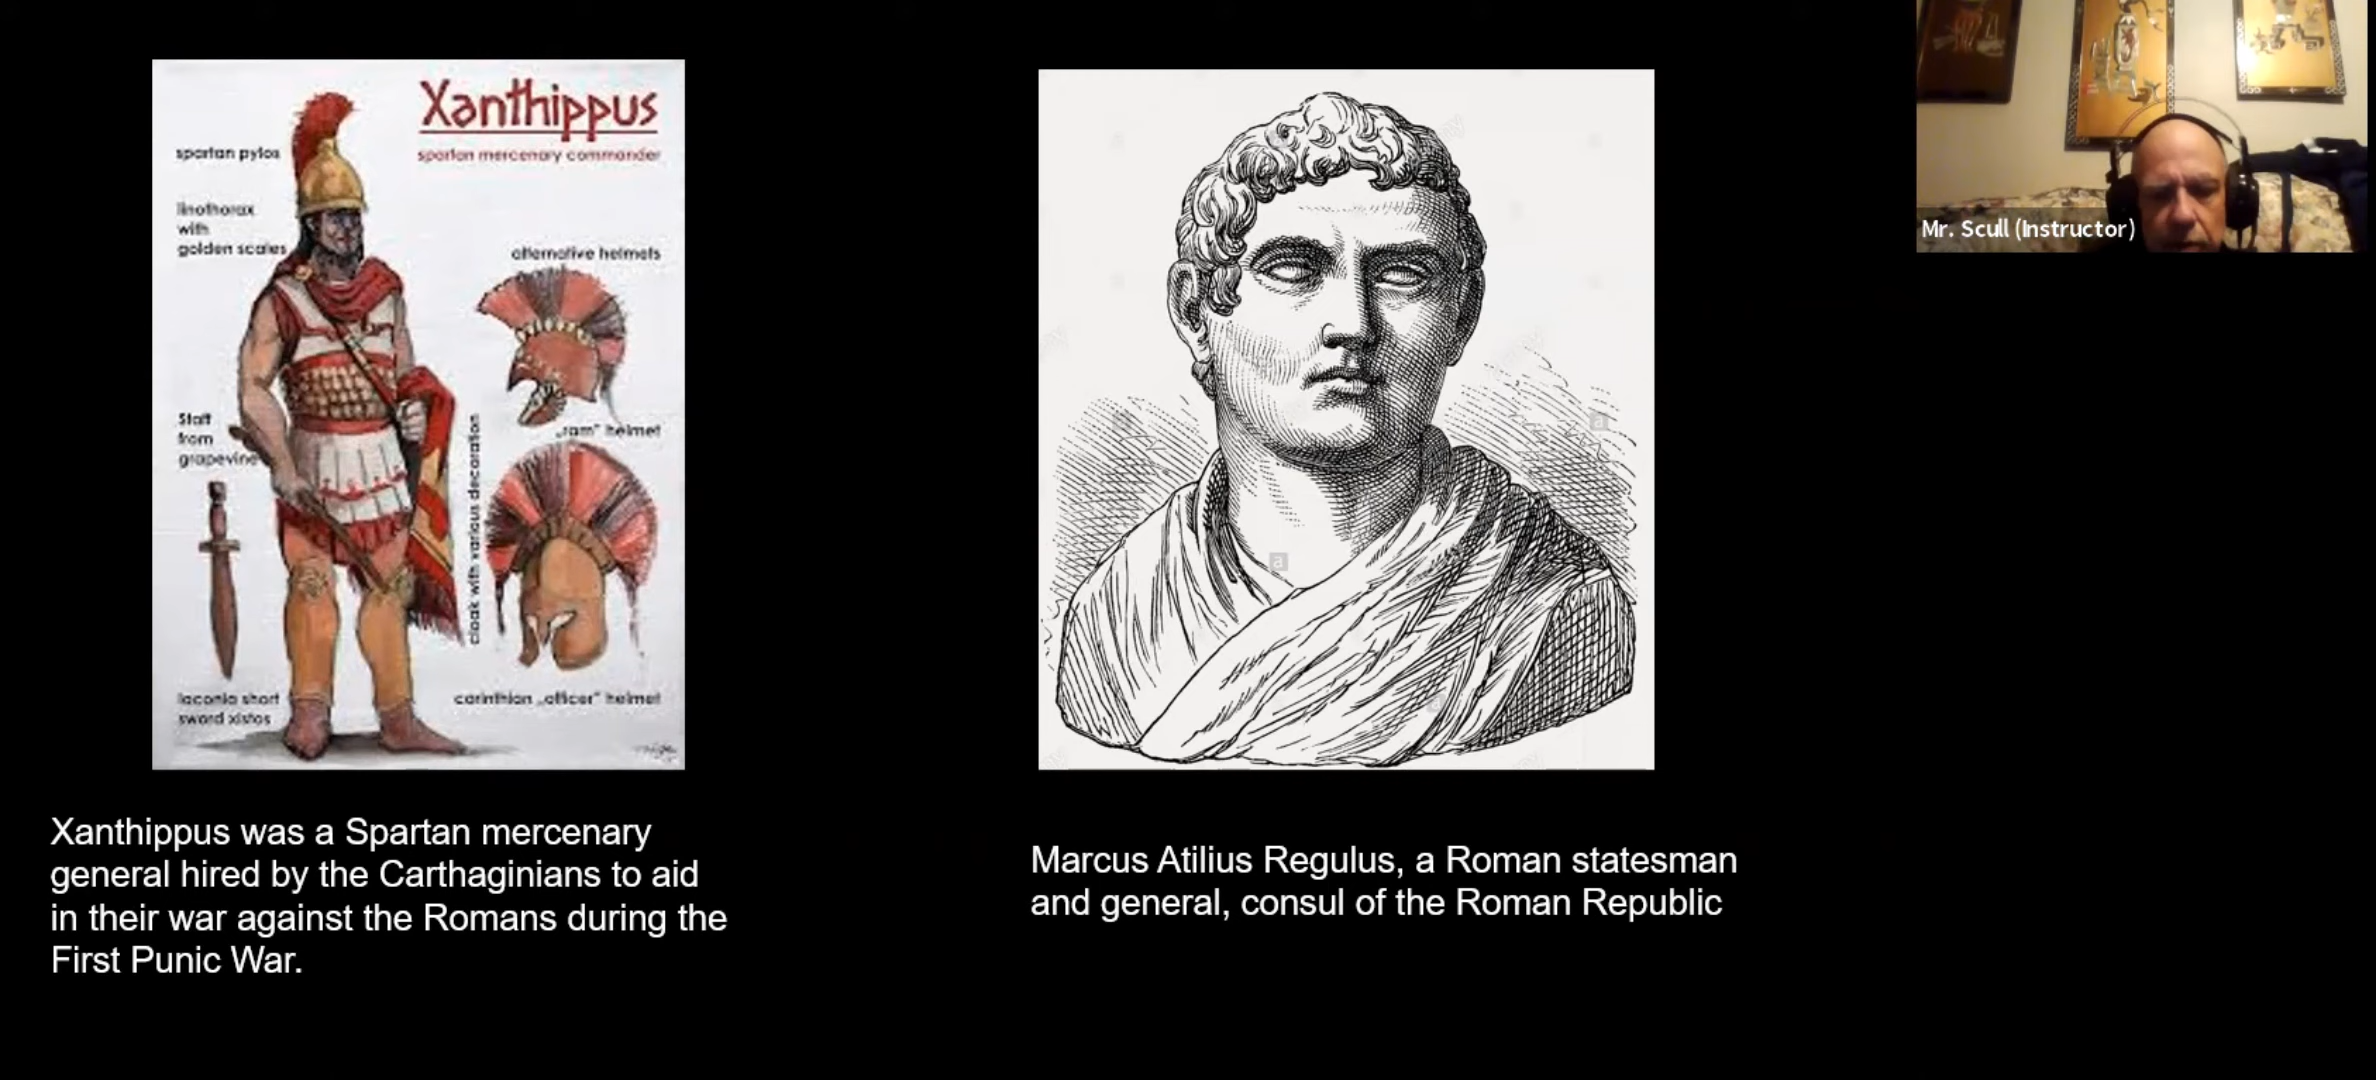 Xanthippus
spartan mercenary commander
spartan pylos
linothorax
with
golden scales
alternative helmets
Staff
from
grapevine
„ram" helmet
cloak with various decoration
laconia short
sword xistos
corinthian „officer" helmet
Xanthippus was a Spartan mercenary
general hired by the Carthaginians to aid
in their war against the Romans during the
First Punic War.
a
a
a
a
Marcus Atilius Regulus, a Roman statesman
and general, consul of the Roman Republic
Mr. Scull (Instructor)